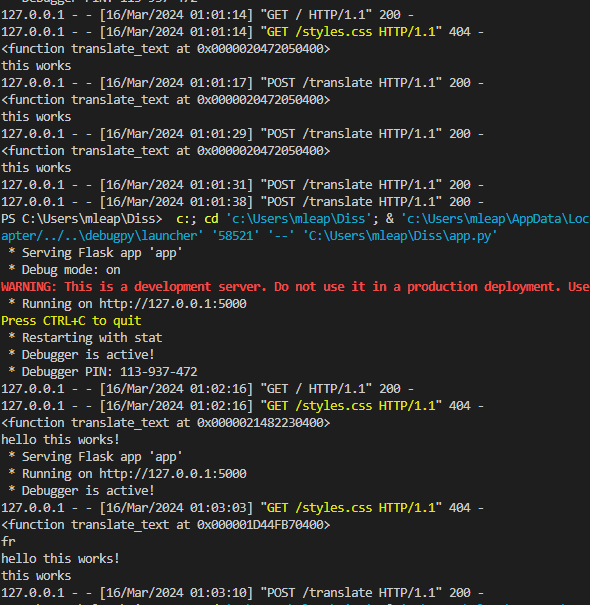 * Debugger PIN: 113-937-472
127.0.0.1 - - [16/Mar/2024 01:01:14] "GET / HTTP/1.1" 200 -
127.0.0.1 - - [16/Mar/2024 01:01:14] "GET /styles.css HTTP/1.1" 404 -
<function translate_text at 0x0000020472050400>
this works
127.0.0.1 - - [16/Mar/2024 01:01:17] "POST /translate HTTP/1.1" 200 -
<function translate_text at 0x0000020472050400>
this works
127.0.0.1 - - [16/Mar/2024 01:01:29] "POST /translate HTTP/1.1" 200 -
<function translate_text at 0x0000020472050400>
this works
127.0.0.1 - - [16/Mar/2024 01:01:31] "POST /translate HTTP/1.1" 200 -
127.0.0.1 - - [16/Mar/2024 01:01:38] "POST /translate HTTP/1.1" 200 -
PS C:\Users\mleap\Diss>  c:; cd 'c:\Users\mleap\Diss'; & 'c:\Users\mleap\AppData\Loc
apter/../..\debugpy\launcher' '58521' '--' 'C:\Users\mleap\Diss\app.py'
 * Serving Flask app 'app'
 * Debug mode: on
WARNING: This is a development server. Do not use it in a production deployment. Use
 * Running on http://127.0.0.1:5000
Press CTRL+C to quit
 * Restarting with stat
 * Debugger is active!
 * Debugger PIN: 113-937-472
127.0.0.1 - - [16/Mar/2024 01:02:16] "GET / HTTP/1.1" 200 -
127.0.0.1 - - [16/Mar/2024 01:02:16] "GET /styles.css HTTP/1.1" 404 -
<function translate_text at 0x0000021482230400>
hello this works!
 * Serving Flask app 'app'
 * Running on http://127.0.0.1:5000
 * Debugger is active!
127.0.0.1 - - [16/Mar/2024 01:03:03] "GET /styles.css HTTP/1.1" 404 -
<function translate_text at 0x000001D44FB70400>
fr
hello this works!
this works
127.0.0.1 - - [16/Mar/2024 01:03:10] "POST /translate HTTP/1.1" 200 -